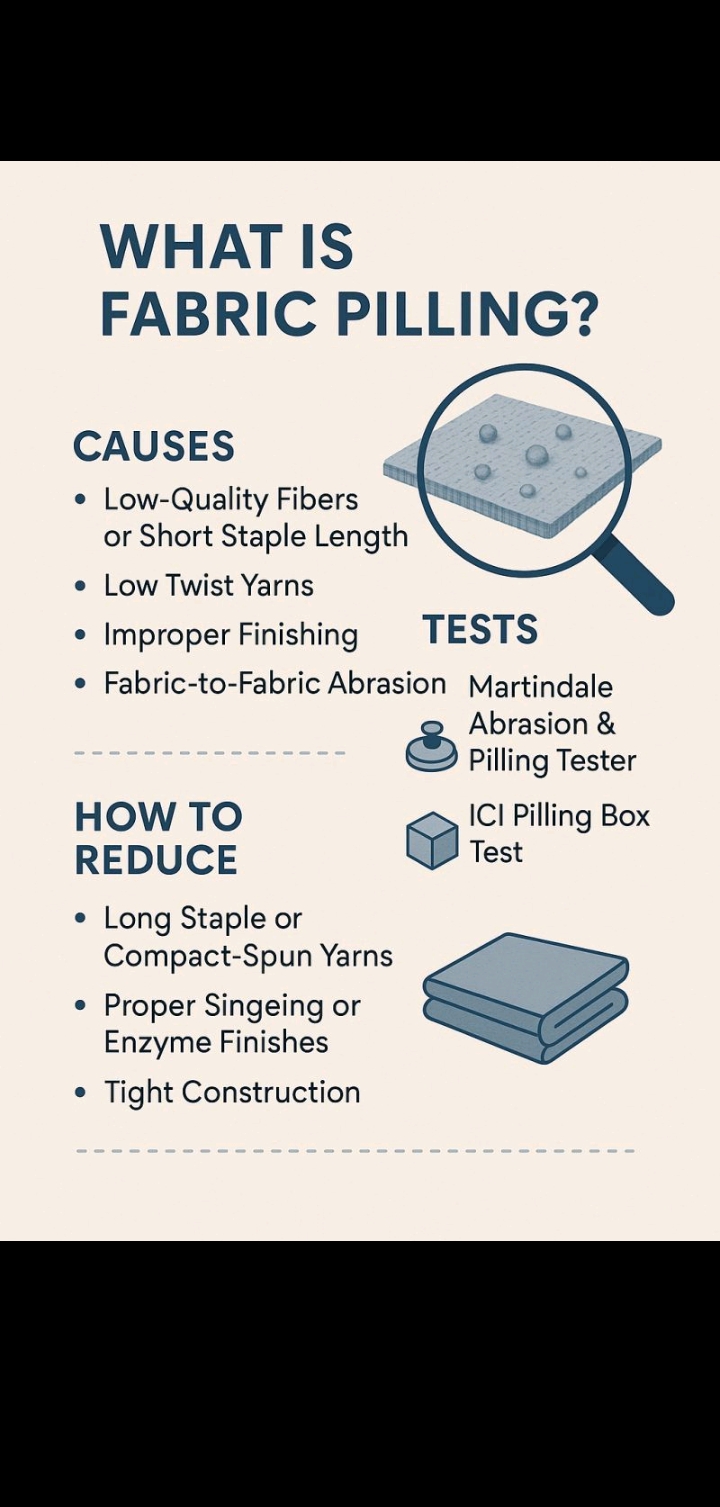 WHAT IS
FABRIC PILLING?
CAUSES
• Low-Quality Fibers
or Short Staple Length
• Low Twist Yarns
• Improper Finishing
• Fabric-to-Fabric Abrasion
TESTS
Martindale
Abrasion &
Pilling Tester
ICI Pilling Box
Test
HOW TO
REDUCE
• Long Staple or
Compact-Spun Yarns
• Proper Singeing or
Enzyme Finishes
• Tight Construction